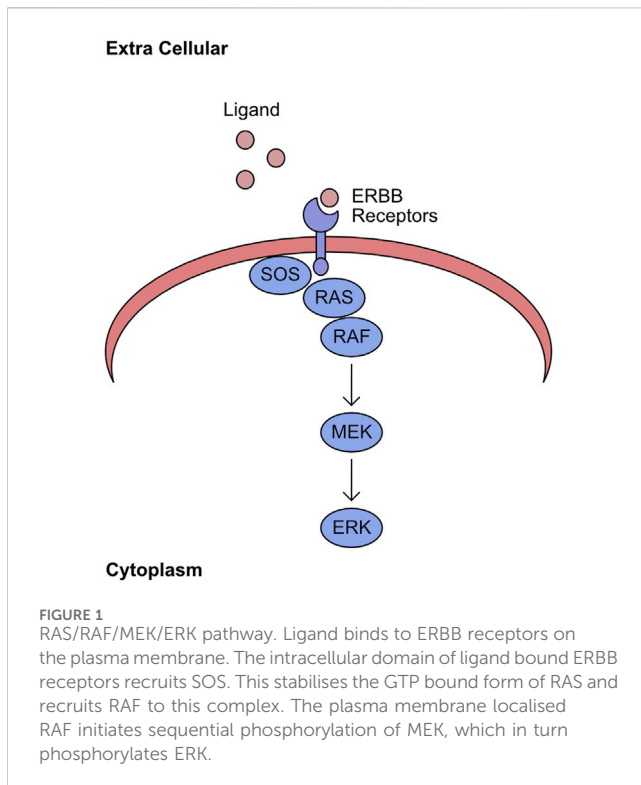 Extra Cellular
Ligand
ERBB
Receptors
SOS
RAS
RAF
MEK
ERK
Cytoplasm
FIGURE 1
RAS/RAF/MEK/ERK pathway. Ligand binds to ERBB receptors on
the plasma membrane. The intracellular domain of ligand bound ERBB
receptors recruits SOS. This stabilises the GTP bound form of RAS and
recruits RAF to this complex. The plasma membrane localised
RAF initiates sequential phosphorylation of MEK, which in turn
phosphorylates ERK.